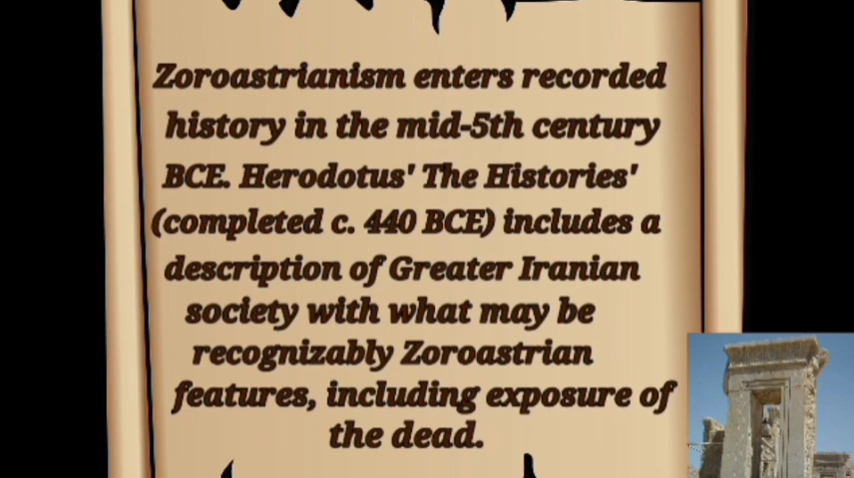 Zoroastrianism enters recorded
history in the mid-5th century
BCE. Herodotus' The Histories'
(completed c. 440 BCE) includes a
description of Greater Iranian
society with what may be
recognizably Zoroastrian
features, including exposure of
the dead.